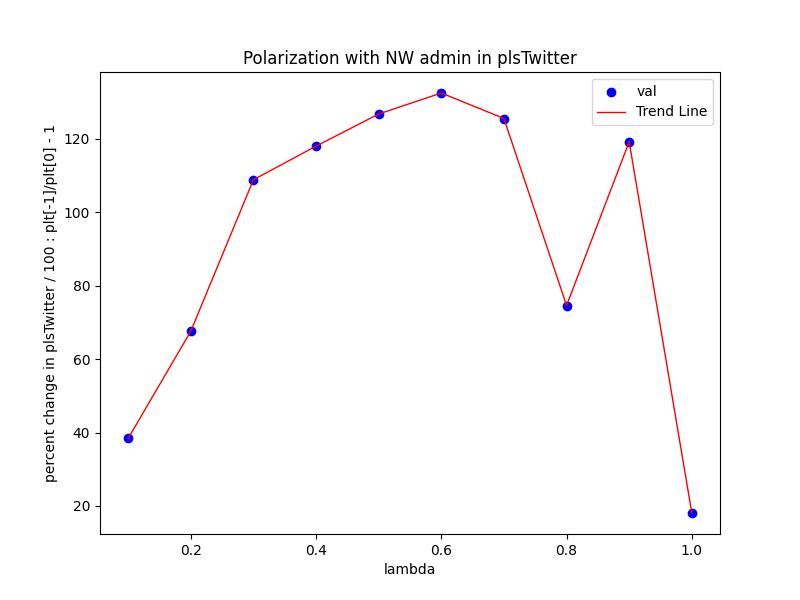 Polarization with NW admin in plsTwitter
val
Trend Line
percent change in plsTwitter / 100 : plt[-1]/plt[0] - 1
120
100
80
60
40
20
0.2 0.4 0.6 0.8 1.0
lambda